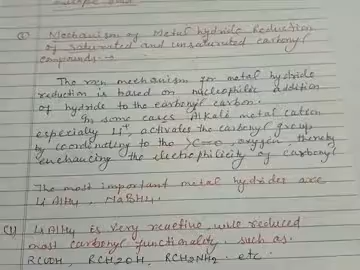 Mechanism of Metal hydride Reduction
of saturated and unsaturated carbonyl
compounds :-
The main mechanism for metal hydride
reduction is based on nucleophilic addition
of hydride to the carbonyl carbon.
In some cases Alkali metal cation
especially Li+, activates the carbonyl group
by coordinating to the >C=O, oxygen, thereby
enhancing the electrophilicity of carbonyl
The most important metal hydrides are
LiAlH4, NaBH4.
(1) LiAlH4 is very reactive, will reduced
most carbonyl functionality, such as.
RCOOH, RCH2OH, RCH2NH2, etc.